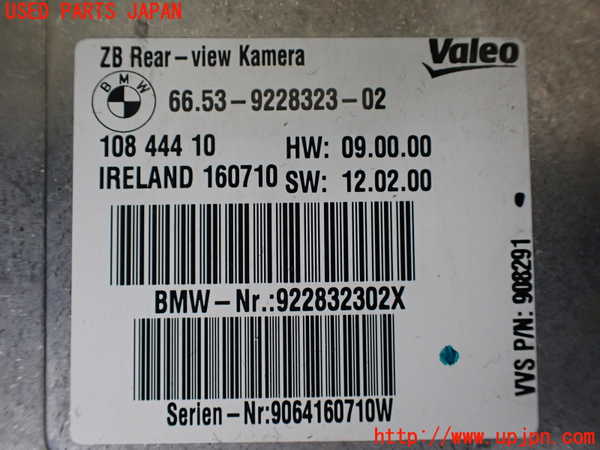 USED PARTS JAPAN
ZB Rear-view Kamera
Valeo
BMW
66.53-9228323-02
108 444 10 HW: 09.00.00
IRELAND 160710 SW: 12.02.00
BMW-Nr.:922832302X
Serien-Nr:9064160710W
VVS P/N: 908291
http://www.upjpn.com